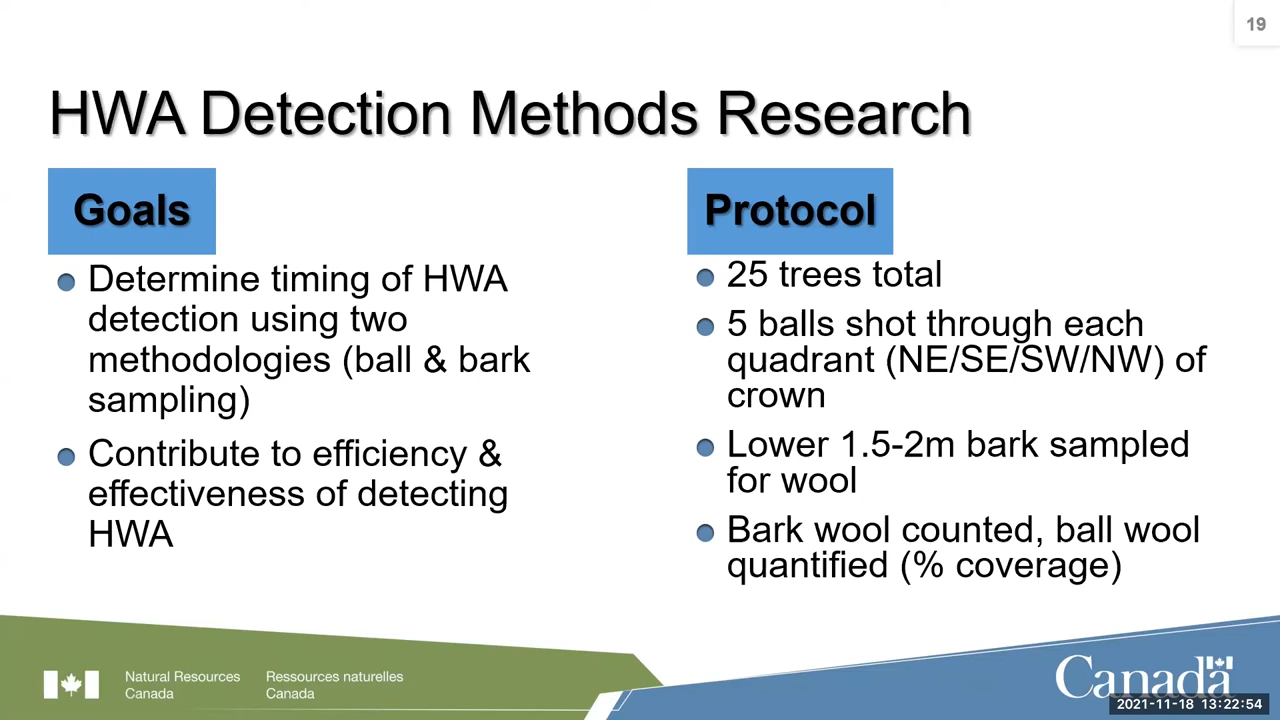 19
HWA Detection Methods Research
Goals
Determine timing of HWA
detection using two
methodologies (ball & bark
sampling)
Contribute to efficiency &
effectiveness of detecting
HWA
Protocol
25 trees total
5 balls shot through each
quadrant (NE/SE/SW/NW) of
crown
Lower 1.5-2m bark sampled
for wool
Bark wool counted, ball wool
quantified (% coverage)
Natural Resources
Canada
Ressources naturelles
Canada
Canada
2021-11-18 13:22:54